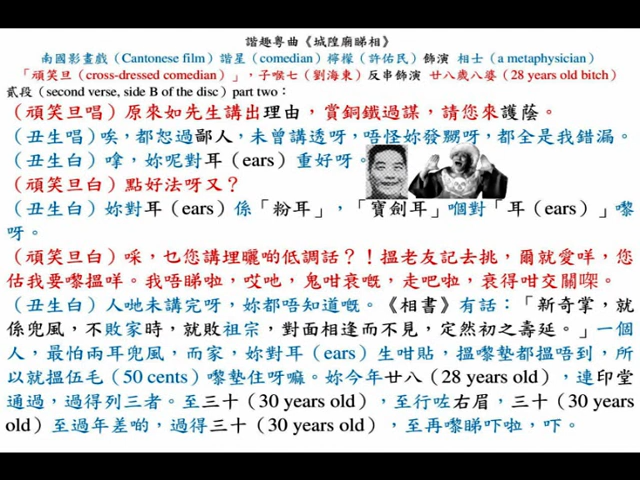 諧趣粵曲《城隍廟睇相》
南國影畫戲（Cantonese film）諧星（comedian）檸檬（許佑民）飾演 相士（a metaphysician）
「頑笑旦（cross-dressed comedian）」，子喉七（劉海東）反串飾演 廿八歲八婆（28 years old bitch）
貳段（second verse, side B of the disc）part two：
（頑笑旦唱）原來如先生講出理由，賞銅鐵過謀，請您來護蔭。
（丑生唱）唉，都恕過鄙人，未曾講透呀，唔怪妳發嬲呀，都全是我錯漏。
（丑生白）嗱，妳呢對耳（ears）重好呀。
（頑笑旦白）點好法呀又？
（丑生白）妳對耳（ears）係「粉耳」，「寶劍耳」嗰對「耳（ears）」嚟
呀。
（頑笑旦白）啋，乜您講埋曬啲低調話？！搵老友記去挑，爾就愛咩，您
估我要嚟搵咩。我唔睇啦，哎吔，鬼咁衰嘅，走吧啦，衰得咁交關㗎。
（丑生白）人哋未講完呀，妳都唔知道嘅。《相書》有話：「新奇掌，就
係兜風，不敗家時，就敗祖宗，對面相逢而不見，定然初之壽延。」一個
人，最怕兩耳兜風，而家，妳對耳（ears）生咁貼，搵嚟墊都搵唔到，所
以就搵伍毛（50 cents）嚟墊住呀嘛。妳今年廿八（28 years old），連印堂
通過，過得列三者。至三十（30 years old），至行咗右眉，三十（30 years
old）至過年差啲，過得三十（30 years old），至再嚟睇吓啦，吓。